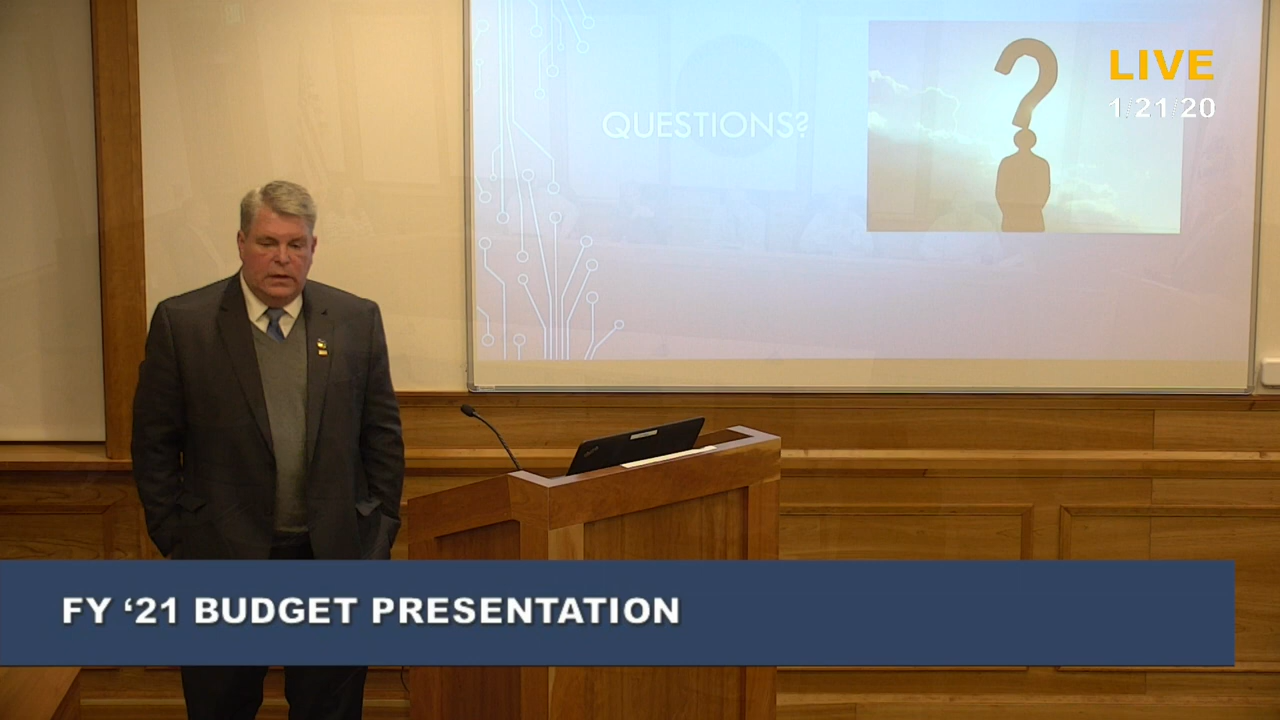 QUESTIONS?
LIVE
1/21/20
FY ‘21 BUDGET PRESENTATION